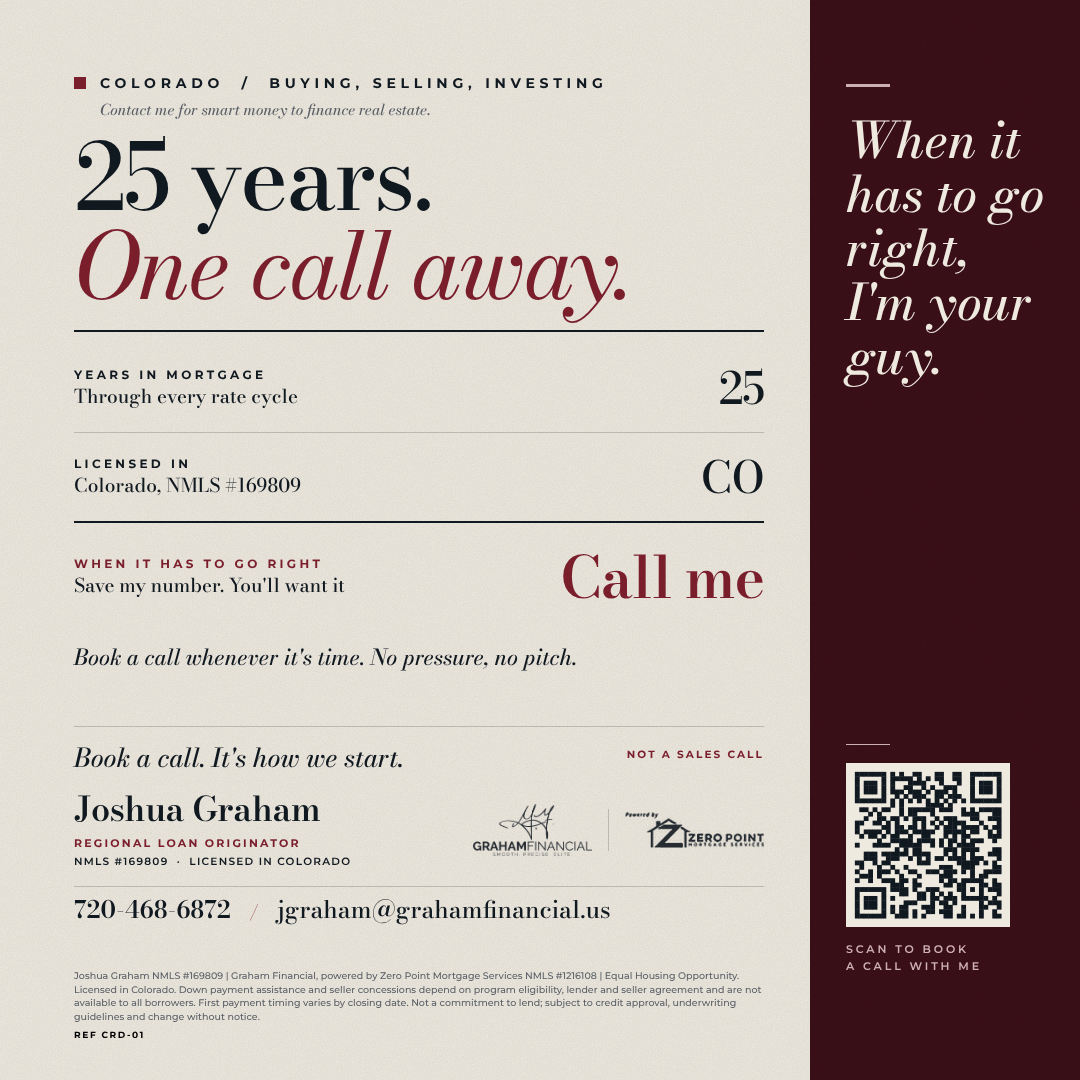 COLORADO / BUYING, SELLING, INVESTING
Contact me for smart money to finance real estate.
25 years.
One call away.
YEARS IN MORTGAGE
Through every rate cycle
25
LICENSED IN
Colorado, NMLS #169809
CO
WHEN IT HAS TO GO RIGHT
Save my number. You'll want it
Call me
Book a call whenever it's time. No pressure, no pitch.
Book a call. It's how we start.
NOT A SALES CALL
Joshua Graham
REGIONAL LOAN ORIGINATOR
NMLS #169809 · LICENSED IN COLORADO
GRAHAMFINANCIAL
SMOOTH. PRECISE. ELITE.
Powered by
ZERO POINT
MORTGAGE SERVICES
720-468-6872 / jgraham@grahamfinancial.us
Joshua Graham NMLS #169809 | Graham Financial, powered by Zero Point Mortgage Services NMLS #1216108 | Equal Housing Opportunity.
Licensed in Colorado. Down payment assistance and seller concessions depend on program eligibility, lender and seller agreement and are not
available to all borrowers. First payment timing varies by closing date. Not a commitment to lend; subject to credit approval, underwriting
guidelines and change without notice.
REF CRD-01
When it
has to go
right,
I'm your
guy.
SCAN TO BOOK
A CALL WITH ME